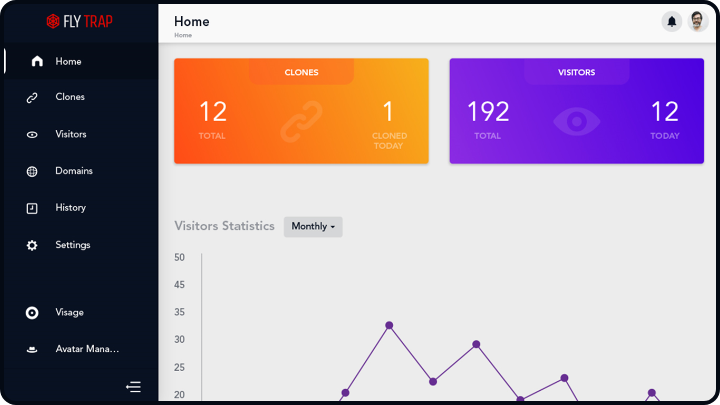 FLY TRAP
Home
Clones
Visitors
Domains
History
Settings
Visage
Avatar Mana...
Home
Home
CLONES
12
TOTAL
1
CLONED
TODAY
VISITORS
192
TOTAL
12
TODAY
Visitors Statistics
Monthly
50
45
35
30
25
20